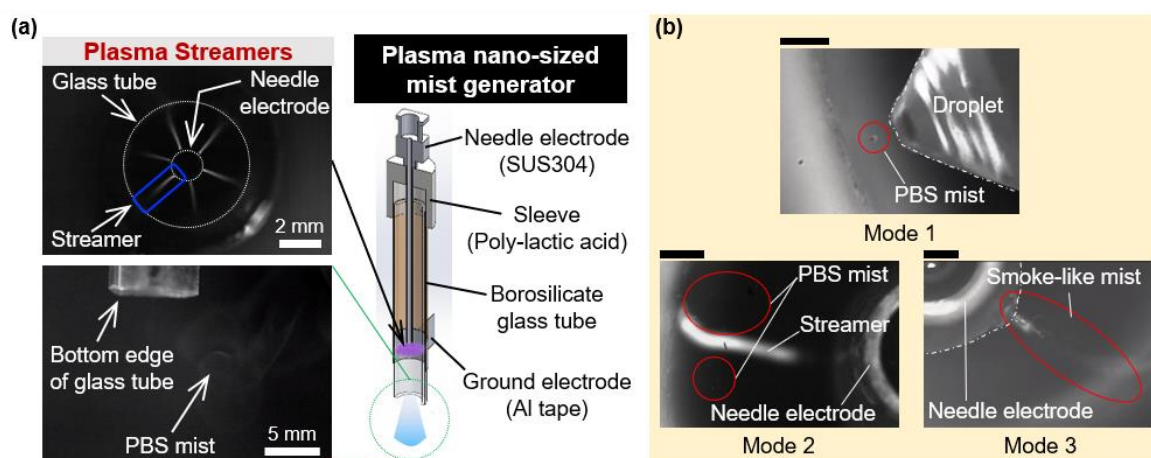 (a)
Plasma Streamers
Glass tube
Needle
electrode
Streamer
2 mm
Bottom edge
of glass tube
PBS mist
5 mm
Plasma nano-sized
mist generator
Needle electrode
(SUS304)
Sleeve
(Poly-lactic acid)
Borosilicate
glass tube
Ground electrode
(Al tape)
(b)
Droplet
PBS mist
Mode 1
PBS mist
Streamer
Needle electrode
Mode 2
Smoke-like mist
Needle electrode
Mode 3